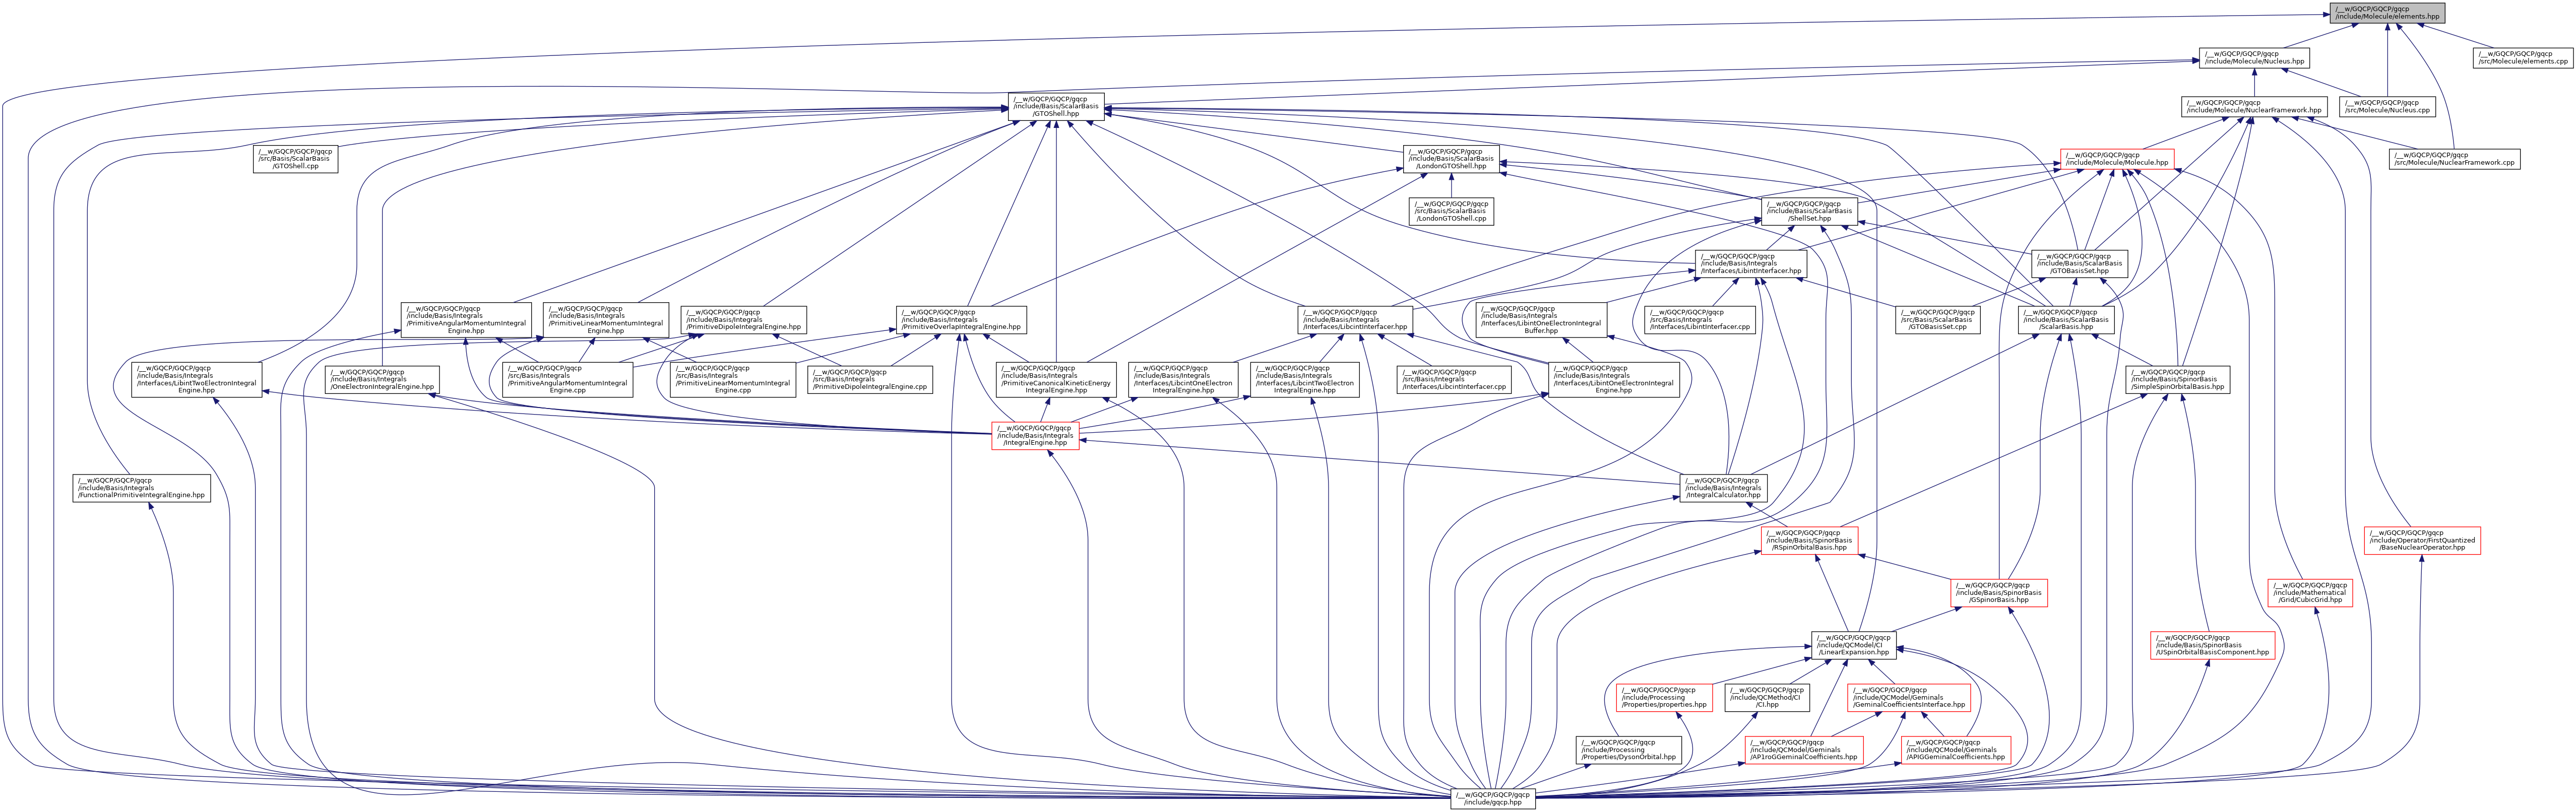 /__w/GQCP/GQCP/gqcp
/include/Molecule/elements.hpp
/__w/GQCP/GQCP/gqcp
/include/Molecule/Nucleus.hpp
/__w/GQCP/GQCP/gqcp
/src/Molecule/elements.cpp
/__w/GQCP/GQCP/gqcp
/include/Basis/ScalarBasis
/GTOShell.hpp
/__w/GQCP/GQCP/gqcp
/include/Molecule/NuclearFramework.hpp
/__w/GQCP/GQCP/gqcp
/src/Molecule/Nucleus.cpp
/__w/GQCP/GQCP/gqcp
/src/Basis/ScalarBasis
/GTOShell.cpp
/__w/GQCP/GQCP/gqcp
/include/Basis/ScalarBasis
/LondonGTOShell.hpp
/__w/GQCP/GQCP/gqcp
/include/Molecule/Molecule.hpp
/__w/GQCP/GQCP/gqcp
/src/Molecule/NuclearFramework.cpp
/__w/GQCP/GQCP/gqcp
/src/Basis/ScalarBasis
/LondonGTOShell.cpp
/__w/GQCP/GQCP/gqcp
/include/Basis/ScalarBasis
/ShellSet.hpp
/__w/GQCP/GQCP/gqcp
/include/Basis/Integrals
/Interfaces/LibintInterfacer.hpp
/__w/GQCP/GQCP/gqcp
/include/Basis/ScalarBasis
/GTOBasisSet.hpp
/__w/GQCP/GQCP/gqcp
/include/Basis/Integrals
/PrimitiveAngularMomentumIntegral
Engine.hpp
/__w/GQCP/GQCP/gqcp
/include/Basis/Integrals
/PrimitiveLinearMomentumIntegral
Engine.hpp
/__w/GQCP/GQCP/gqcp
/include/Basis/Integrals
/PrimitiveDipoleIntegralEngine.hpp
/__w/GQCP/GQCP/gqcp
/include/Basis/Integrals
/PrimitiveOverlapIntegralEngine.hpp
/__w/GQCP/GQCP/gqcp
/include/Basis/Integrals
/Interfaces/LibcintInterfacer.hpp
/__w/GQCP/GQCP/gqcp
/include/Basis/Integrals
/Interfaces/LibintOneElectronIntegral
Buffer.hpp
/__w/GQCP/GQCP/gqcp
/src/Basis/Integrals
/Interfaces/LibintInterfacer.cpp
/__w/GQCP/GQCP/gqcp
/src/Basis/ScalarBasis
/GTOBasisSet.cpp
/__w/GQCP/GQCP/gqcp
/include/Basis/ScalarBasis
/ScalarBasis.hpp
/__w/GQCP/GQCP/gqcp
/include/Basis/Integrals
/Interfaces/LibintTwoElectronIntegral
Engine.hpp
/__w/GQCP/GQCP/gqcp
/include/Basis/Integrals
/OneElectronIntegralEngine.hpp
/__w/GQCP/GQCP/gqcp
/src/Basis/Integrals
/PrimitiveAngularMomentumIntegral
Engine.cpp
/__w/GQCP/GQCP/gqcp
/src/Basis/Integrals
/PrimitiveLinearMomentumIntegral
Engine.cpp
/__w/GQCP/GQCP/gqcp
/src/Basis/Integrals
/PrimitiveDipoleIntegralEngine.cpp
/__w/GQCP/GQCP/gqcp
/include/Basis/Integrals
/PrimitiveCanonicalKineticEnergy
IntegralEngine.hpp
/__w/GQCP/GQCP/gqcp
/include/Basis/Integrals
/Interfaces/LibcintOneElectron
IntegralEngine.hpp
/__w/GQCP/GQCP/gqcp
/include/Basis/Integrals
/Interfaces/LibcintTwoElectron
IntegralEngine.hpp
/__w/GQCP/GQCP/gqcp
/src/Basis/Integrals
/Interfaces/LibcintInterfacer.cpp
/__w/GQCP/GQCP/gqcp
/include/Basis/Integrals
/Interfaces/LibintOneElectronIntegral
Engine.hpp
/__w/GQCP/GQCP/gqcp
/include/Basis/SpinorBasis
/SimpleSpinOrbitalBasis.hpp
/__w/GQCP/GQCP/gqcp
/include/Basis/Integrals
/IntegralEngine.hpp
/__w/GQCP/GQCP/gqcp
/include/Basis/Integrals
/FunctionalPrimitiveIntegralEngine.hpp
/__w/GQCP/GQCP/gqcp
/include/Basis/Integrals
/IntegralCalculator.hpp
/__w/GQCP/GQCP/gqcp
/include/Basis/SpinorBasis
/RSpinOrbitalBasis.hpp
/__w/GQCP/GQCP/gqcp
/include/Operator/FirstQuantized
/BaseNuclearOperator.hpp
/__w/GQCP/GQCP/gqcp
/include/Basis/SpinorBasis
/GSpinorBasis.hpp
/__w/GQCP/GQCP/gqcp
/include/Mathematical
/Grid/CubicGrid.hpp
/__w/GQCP/GQCP/gqcp
/include/QCModel/CI
/LinearExpansion.hpp
/__w/GQCP/GQCP/gqcp
/include/Basis/SpinorBasis
/USpinOrbitalBasisComponent.hpp
/__w/GQCP/GQCP/gqcp
/include/Processing
/Properties/properties.hpp
/__w/GQCP/GQCP/gqcp
/include/QCMethod/CI
/CI.hpp
/__w/GQCP/GQCP/gqcp
/include/QCModel/Geminals
/GeminalCoefficientsInterface.hpp
/__w/GQCP/GQCP/gqcp
/include/Processing
/Properties/DysonOrbital.hpp
/__w/GQCP/GQCP/gqcp
/include/QCModel/Geminals
/AP1roGGeminalCoefficients.hpp
/__w/GQCP/GQCP/gqcp
/include/QCModel/Geminals
/APIGGeminalCoefficients.hpp
/__w/GQCP/GQCP/gqcp
/include/gqcp.hpp